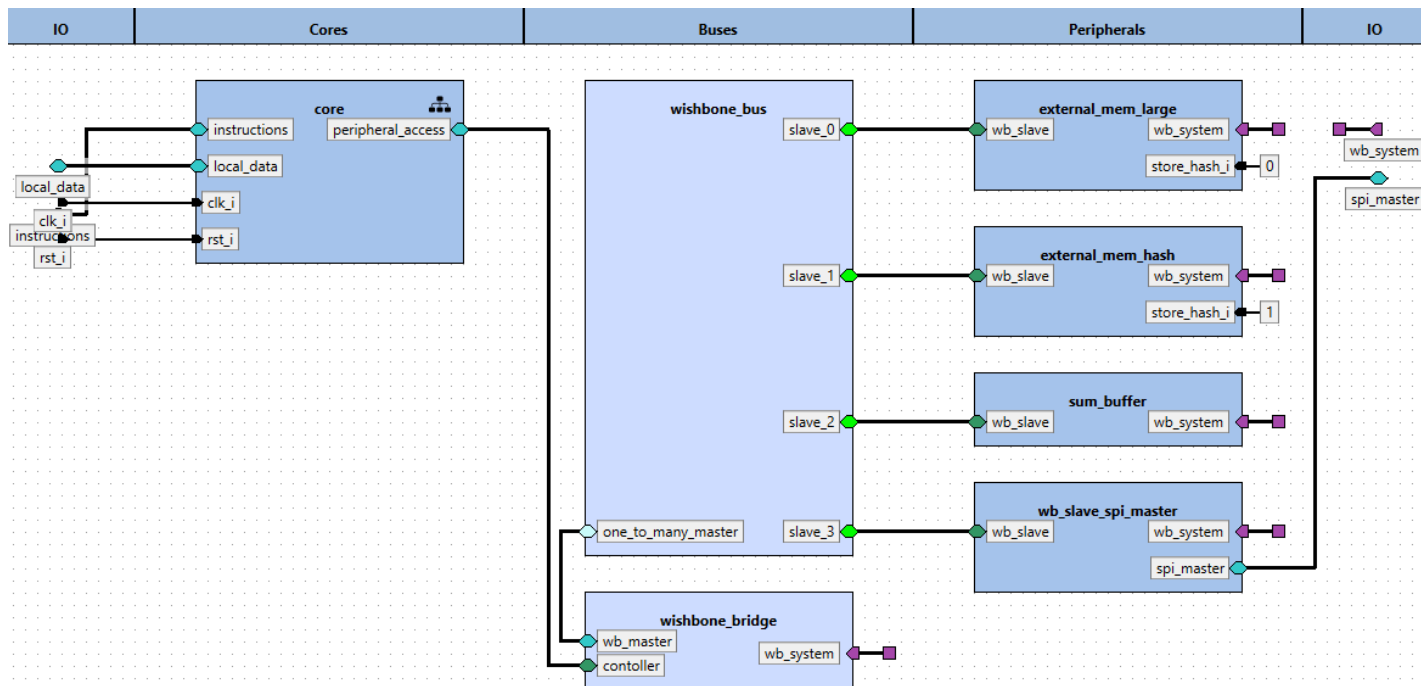 IO
Cores
Buses
Peripherals
IO
core
instructions
peripheral_access
local_data
clk_i
rst_i
local_data
clk_i
instructions
rst_i
wishbone_bus
slave_0
slave_1
slave_2
one_to_many_master
slave_3
wishbone_bridge
wb_master
wb_system
contoller
external_mem_large
wb_slave
wb_system
store_hash_i
0
external_mem_hash
wb_slave
wb_system
store_hash_i
1
sum_buffer
wb_slave
wb_system
wb_slave_spi_master
wb_slave
wb_system
spi_master
wb_system
spi_master